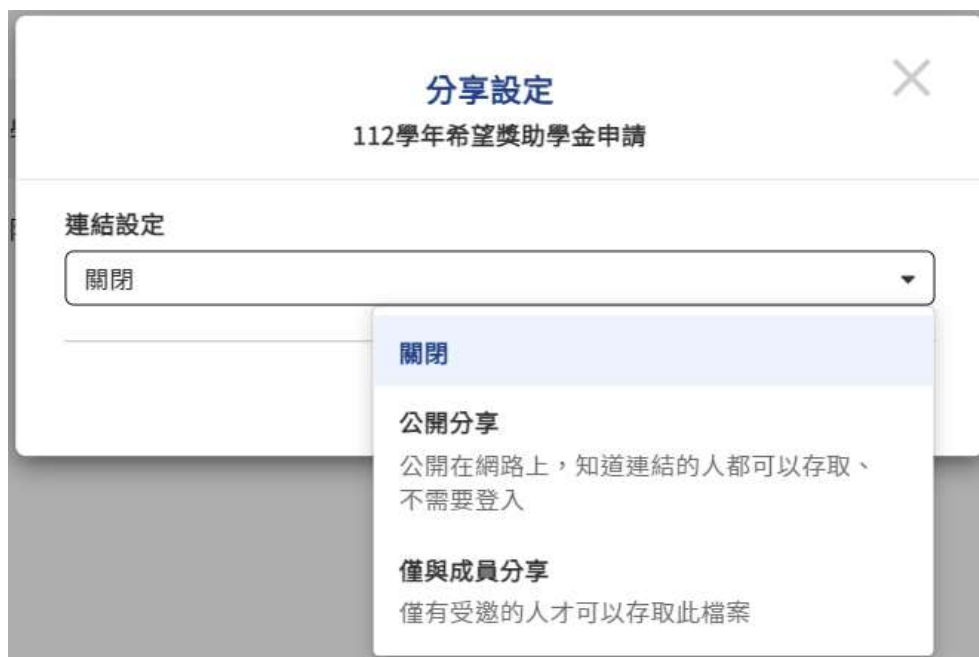 分享設定
112學年希望獎助學金申請
連結設定
關閉
關閉
公開分享
公開在網路上，知道連結的人都可以存取、
不需要登入
僅與成員分享
僅有受邀的人才可以存取此檔案